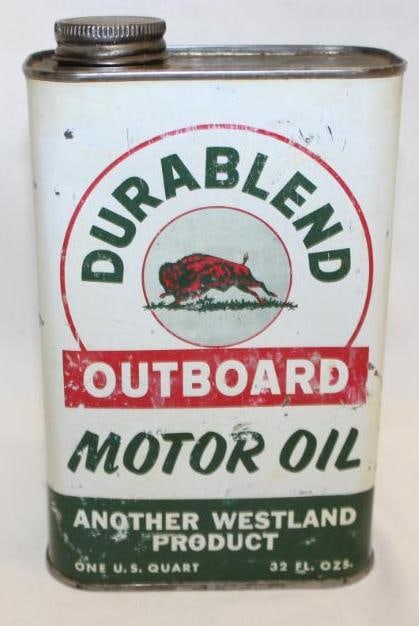 DURABLEND
OUTBOARD
MOTOR OIL
ANOTHER WESTLAND
PRODUCT
ONE U.S. QUART 32 FL. OZS.